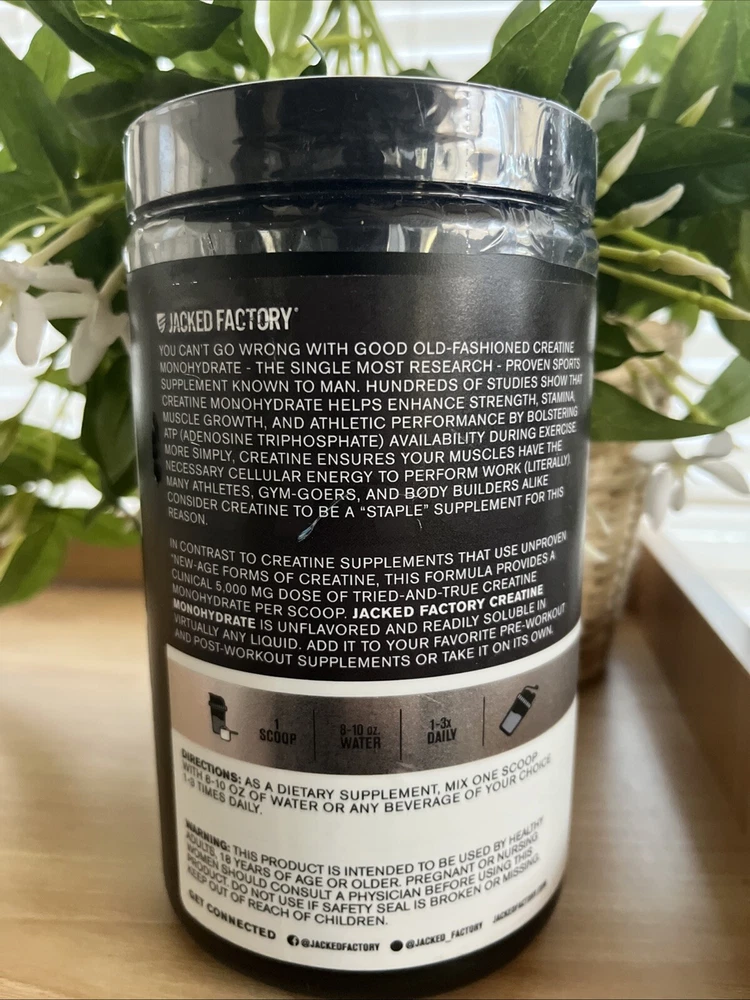 JACKED FACTORY®
YOU CAN'T GO WRONG WITH GOOD OLD-FASHIONED CREATINE
MONOHYDRATE - THE SINGLE MOST RESEARCH - PROVEN SPORTS
SUPPLEMENT KNOWN TO MAN. HUNDREDS OF STUDIES SHOW THAT
CREATINE MONOHYDRATE HELPS ENHANCE STRENGTH, STAMINA,
MUSCLE GROWTH, AND ATHLETIC PERFORMANCE BY BOLSTERING
ATP (ADENOSINE TRIPHOSPHATE) AVAILABILITY DURING EXERCISE.
MORE SIMPLY, CREATINE ENSURES YOUR MUSCLES HAVE THE
NECESSARY CELLULAR ENERGY TO PERFORM WORK (LITERALLY).
MANY ATHLETES, GYM-GOERS, AND BODY BUILDERS ALIKE
CONSIDER CREATINE TO BE A "STAPLE" SUPPLEMENT FOR THIS
REASON.
IN CONTRAST TO CREATINE SUPPLEMENTS THAT USE UNPROVEN
"NEW-AGE FORMS OF CREATINE, THIS FORMULA PROVIDES A
CLINICAL 5,000 MG DOSE OF TRIED-AND-TRUE CREATINE
MONOHYDRATE PER SCOOP. JACKED FACTORY CREATINE
MONOHYDRATE IS UNFLAVORED AND READILY SOLUBLE IN
VIRTUALLY ANY LIQUID. ADD IT TO YOUR FAVORITE PRE-WORKOUT
AND POST-WORKOUT SUPPLEMENTS OR TAKE IT ON ITS OWN.
1 SCOOP
8-10 oz. WATER
1-3x DAILY
DIRECTIONS: AS A DIETARY SUPPLEMENT, MIX ONE SCOOP
WITH 8-10 OZ OF WATER OR ANY BEVERAGE OF YOUR CHOICE
1-3 TIMES DAILY.
WARNING: THIS PRODUCT IS INTENDED TO BE USED BY HEALTHY
ADULTS, 18 YEARS OF AGE OR OLDER. PREGNANT OR NURSING
WOMEN SHOULD CONSULT A PHYSICIAN BEFORE USING THIS
PRODUCT. DO NOT USE IF SAFETY SEAL IS BROKEN OR MISSING.
KEEP OUT OF REACH OF CHILDREN.
GET CONNECTED @JACKEDFACTORY @JACKED_FACTORY JACKEDFACTORY.COM